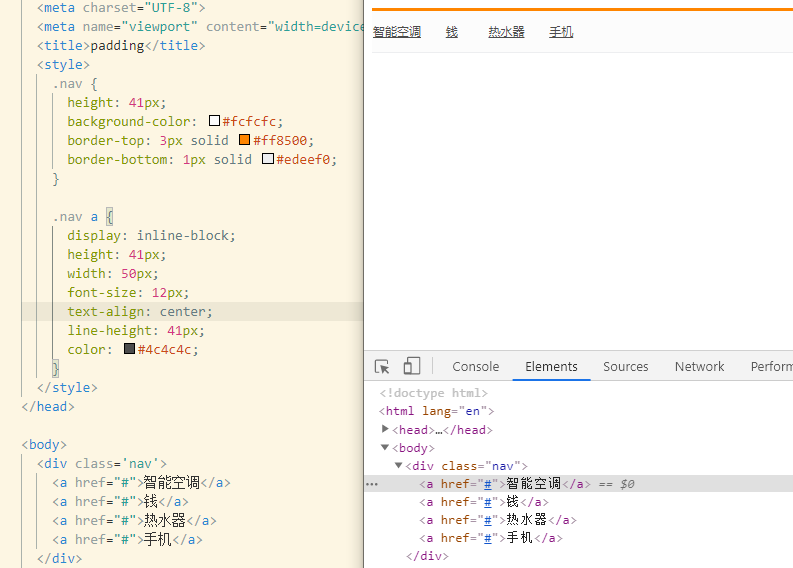 <meta charset="UTF-8">
<meta name="viewport" content="width=device
<title>padding</title>
<style>
.nav {
height: 41px;
background-color: #fcfcfc;
border-top: 3px solid #ff8500;
border-bottom: 1px solid #edeef0;
}
.nav a {
display: inline-block;
height: 41px;
width: 50px;
font-size: 12px;
text-align: center;
line-height: 41px;
color: #4c4c4c;
}
</style>
</head>
<body>
<div class='nav'>
<a href="#">智能空调</a>
<a href="#">钱</a>
<a href="#">热水器</a>
<a href="#">手机</a>
</div>
智能空调 钱 热水器 手机
Console Elements Sources Network Perform
<!doctype html>
<html lang="en">
<head>…</head>
<body>
<div class="nav">
<a href="#">智能空调</a> == $0
<a href="#">钱</a>
<a href="#">热水器</a>
<a href="#">手机</a>
</div>